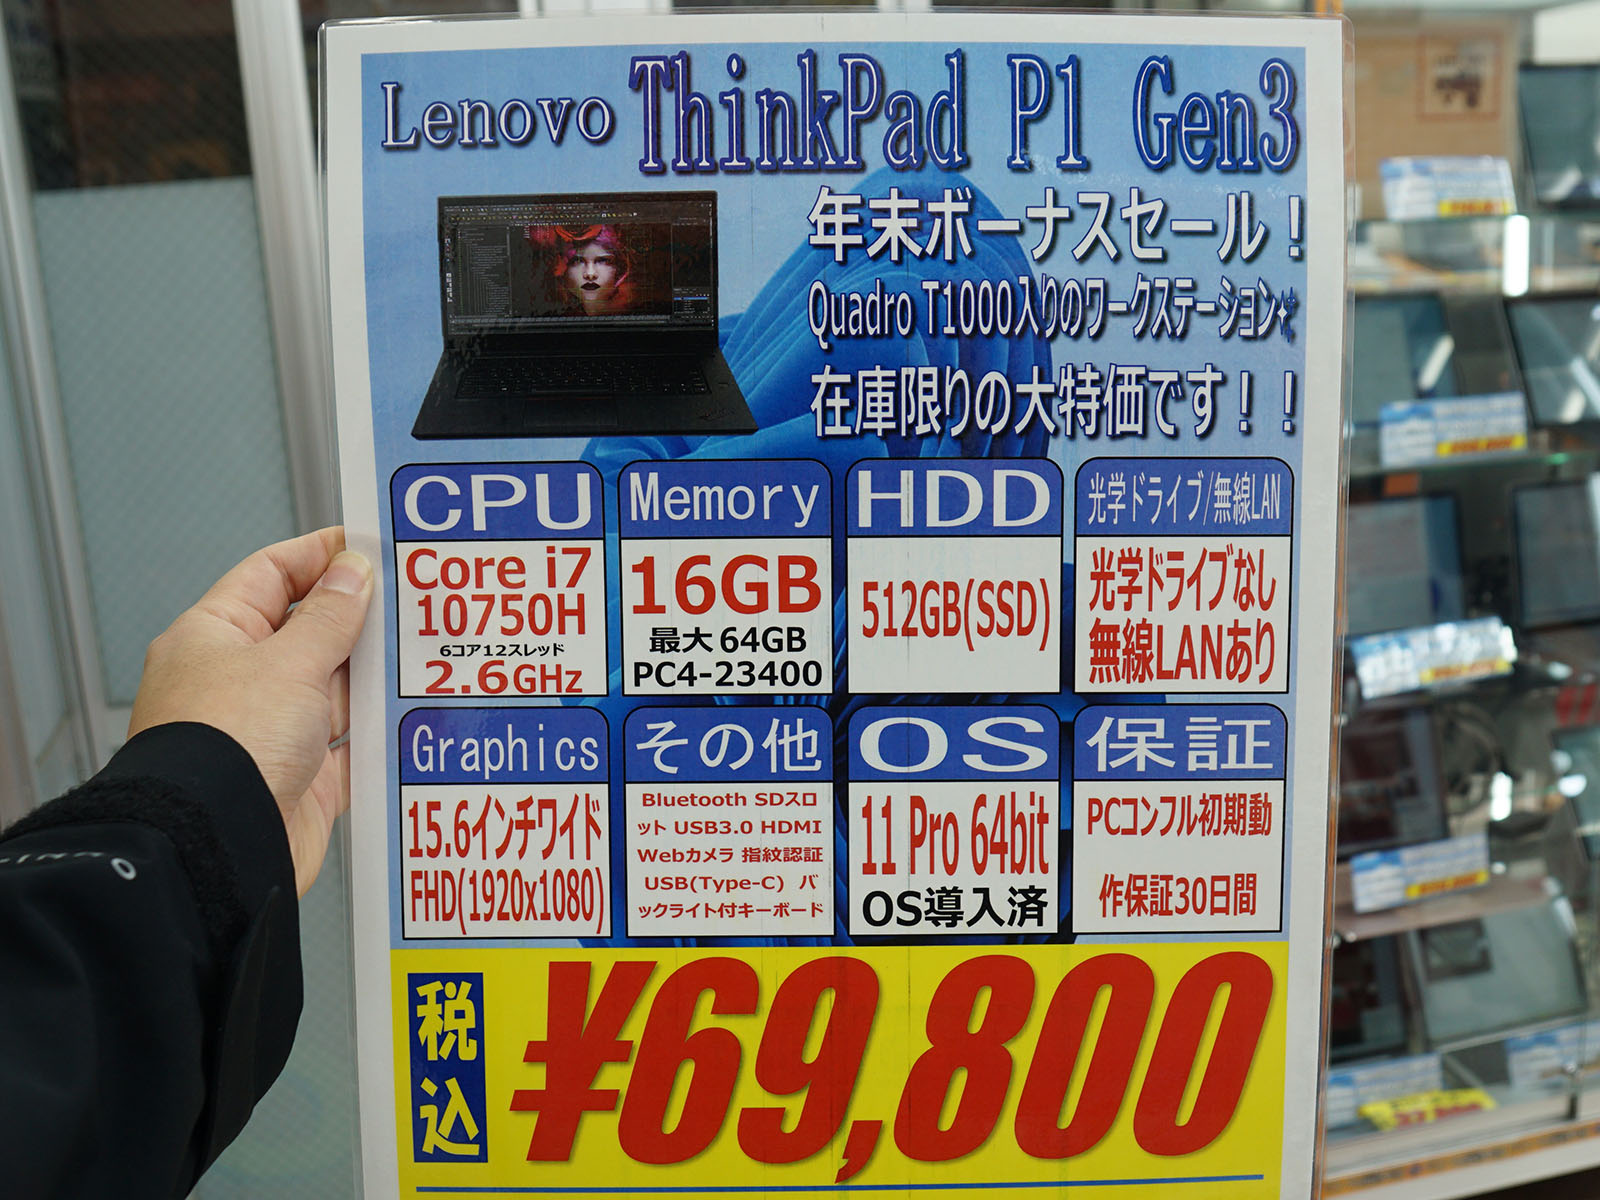 Lenovo ThinkPad P1 Gen3
年末ボーナスセール！
Quadro T1000入りのワークステーション✦
在庫限りの大特価です！！
CPU
Core i7
10750H
6コア12スレッド
2.6GHz
Memory
16GB
最大 64GB
PC4-23400
HDD
512GB(SSD)
光学ドライブ/無線LAN
光学ドライブなし
無線LANあり
Graphics
15.6インチワイド
FHD(1920x1080)
その他
Bluetooth SDスロ
ット USB3.0 HDMI
Webカメラ 指紋認証
USB(Type-C) バ
ックライト付キーボード
OS
11 Pro 64bit
OS導入済
保証
PCコンフル初期動
作保証30日間
税込
¥69,800